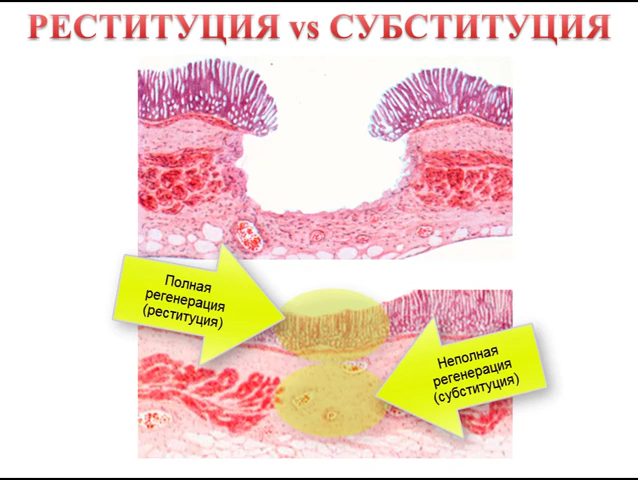 РЕСТИТУЦИЯ vs СУБСТИТУЦИЯ
Полная
регенерация
(реституция)
Неполная
регенерация
(субституция)